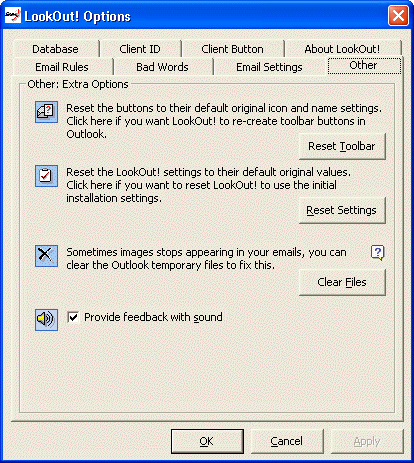 LookOut! Options
Database Client ID Client Button About LookOut!
Email Rules Bad Words Email Settings Other
Other: Extra Options
Reset the buttons to their default original icon and name settings.
Click here if you want LookOut! to re-create toolbar buttons in
Outlook.
Reset Toolbar
Reset the LookOut! settings to their default original values.
Click here if you want to reset LookOut! to use the initial
installation settings.
Reset Settings
Sometimes images stops appearing in your emails, you can
clear the Outlook temporary files to fix this.
Clear Files
Provide feedback with sound
OK Cancel Apply